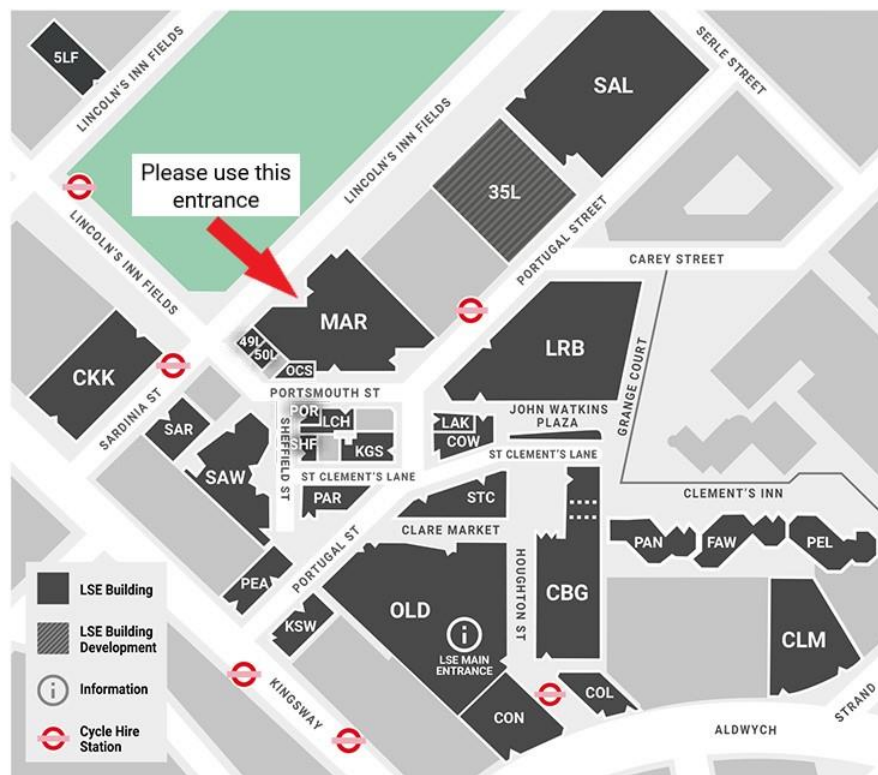 5LF
LINCOLN'S INN FIELDS
SERLE STREET
SAL
LINCOLN'S INN FIELDS
Please use this
entrance
35L
LINCOLN'S INN FIELDS
PORTUGAL STREET
CAREY STREET
MAR
49L
50L
OCS
LRB
GRANGE COURT
CKK
PORTSMOUTH ST
SARDINIA ST
SAR
POR
LCH
LAK
COW
JOHN WATKINS
PLAZA
SHEFFIELD ST
SHF
KGS
ST CLEMENT'S LANE
SAW
ST CLEMENT'S LANE
PAR
STC
CLEMENT'S INN
CLARE MARKET
PORTUGAL ST
PAN
FAW
PEL
HOUGHTON ST
PEA
KSW
OLD
CBG
CLM
LSE MAIN
ENTRANCE
KINGSWAY
CON
COL
ALDWYCH
STRAND
LSE Building
LSE Building
Development
Information
Cycle Hire
Station